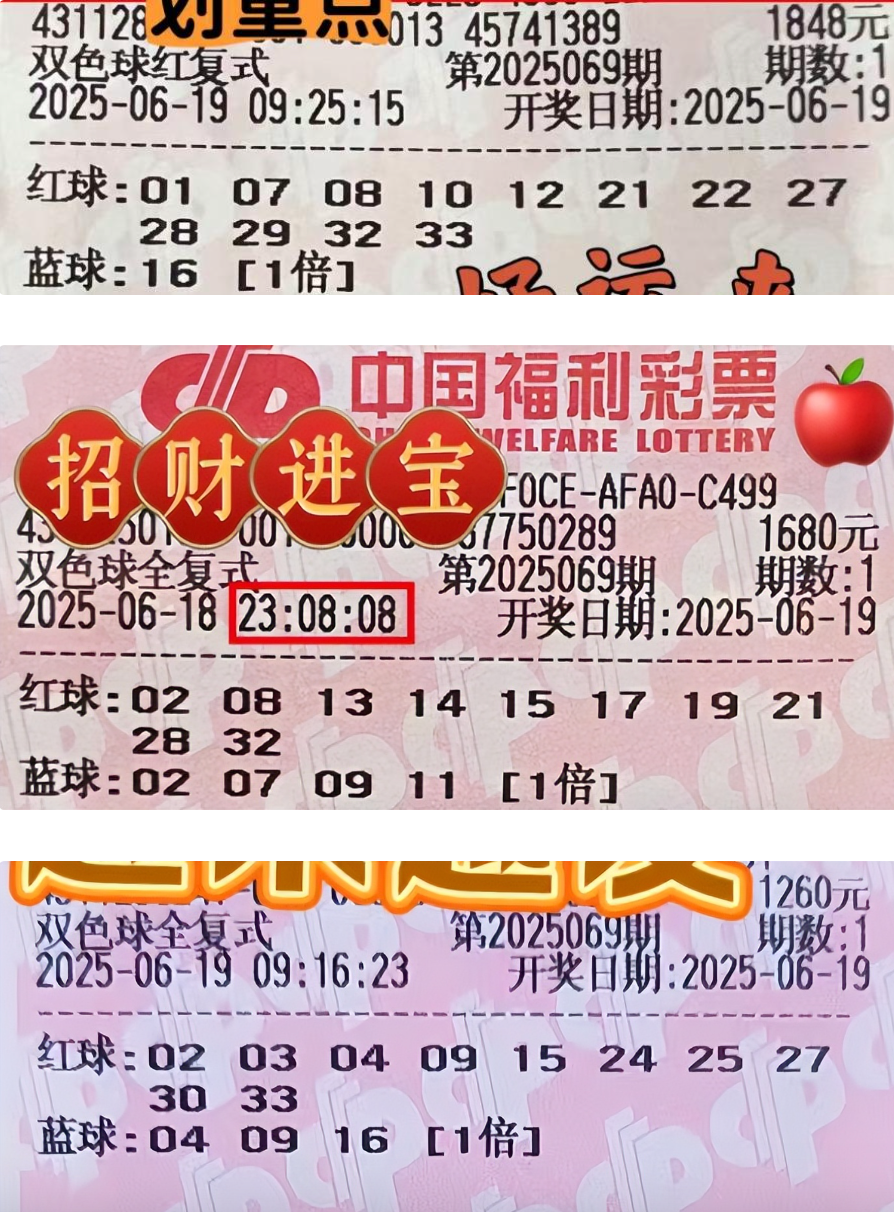 划重点
431128 013 45741389 1848元
双色球红复式 第2025069期 期数:1
2025-06-19 09:25:15 开奖日期:2025-06-19
红球:01 07 08 10 12 21 22 27
28 29 32 33
蓝球:16 [1倍]
好运来
中国福利彩票
WELFARE LOTTERY
招财进宝
F0CE-AFA0-C499
7750289 1680元
双色球全复式 第2025069期 期数:1
2025-06-18 23:08:08 开奖日期:2025-06-19
红球:02 08 13 14 15 17 19 21
28 32
蓝球:02 07 09 11 [1倍]
1260元
双色球全复式 第2025069期 期数:1
2025-06-19 09:16:23 开奖日期:2025-06-19
红球:02 03 04 09 15 24 25 27
30 33
蓝球:04 09 16 [1倍]